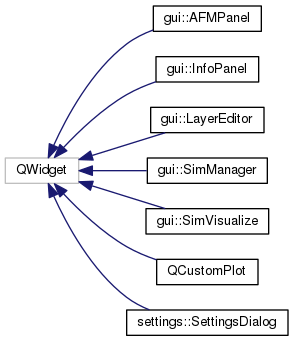 gui::AFMPanel
gui::InfoPanel
gui::LayerEditor
QWidget
gui::SimManager
gui::SimVisualize
QCustomPlot
settings::SettingsDialog